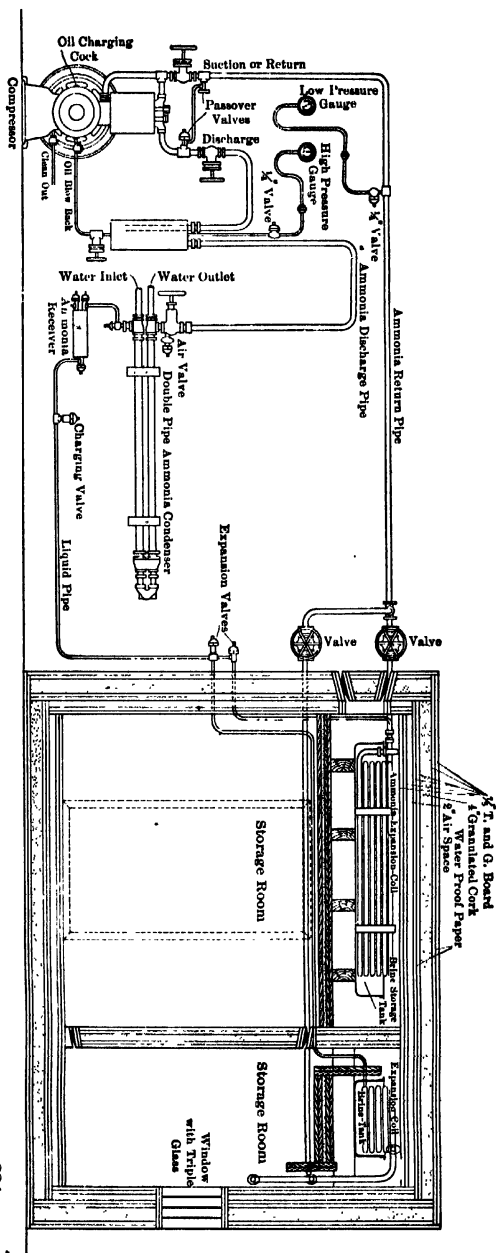 Oil Charging
Cock
Suction or Return
Passover
Valves
Discharge
Low Pressure
Gauge
High Pressure
Gauge
¼" Valve
¼" Valve
Compressor
Clean Out
Oil Blow Back
Ammonia Return Pipe
Ammonia Discharge Pipe
Water Inlet
Water Outlet
Air Valve
Double Pipe Ammonia Condenser
Ammonia
Receiver
Charging Valve
Liquid Pipe
Expansion Valves
Valve
Valve
T. and G. Board
4" Granulated Cork
Water Proof Paper
2" Air Space
Ammonia-Expansion-Coil
Brine Storage
Tank
Expansion Coil
Brine-Tank
Storage Room
Storage Room
Window
with Triple
Glass